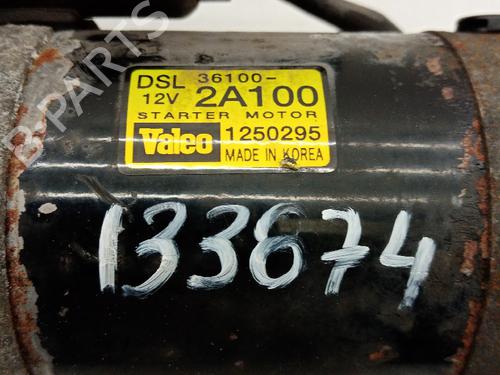 DSL 36100-
12V 2A100
STARTER MOTOR
Valeo 1250295
MADE IN KOREA
133674
B-PARTS